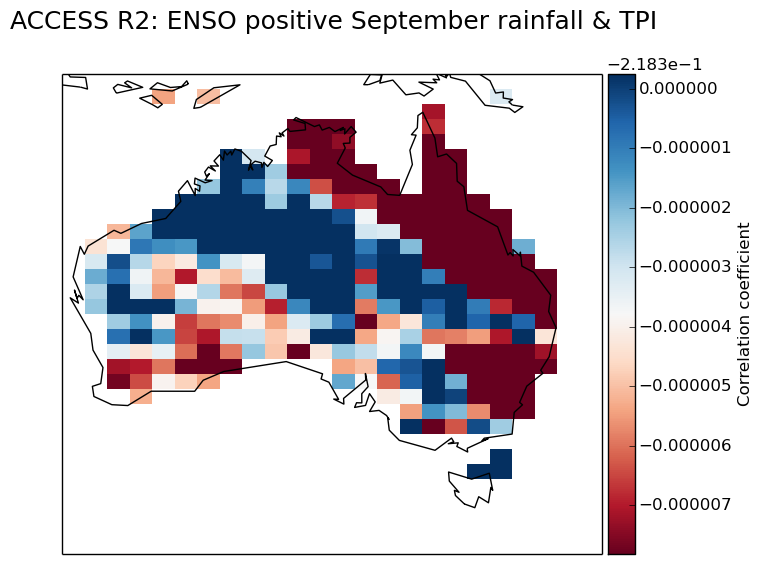 ACCESS R2: ENSO positive September rainfall & TPI
−2.183e−1
0.000000
−0.000001
−0.000002
−0.000003
−0.000004
−0.000005
−0.000006
−0.000007
Correlation coefficient